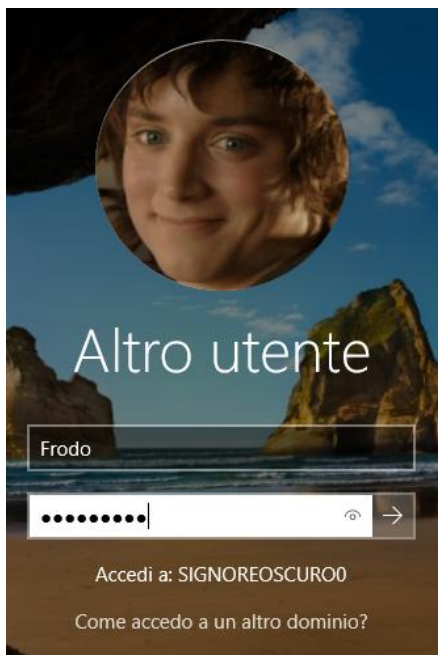 Altro utente
Frodo
Accedi a: SIGNOREOSCURO0
Come accedo a un altro dominio?